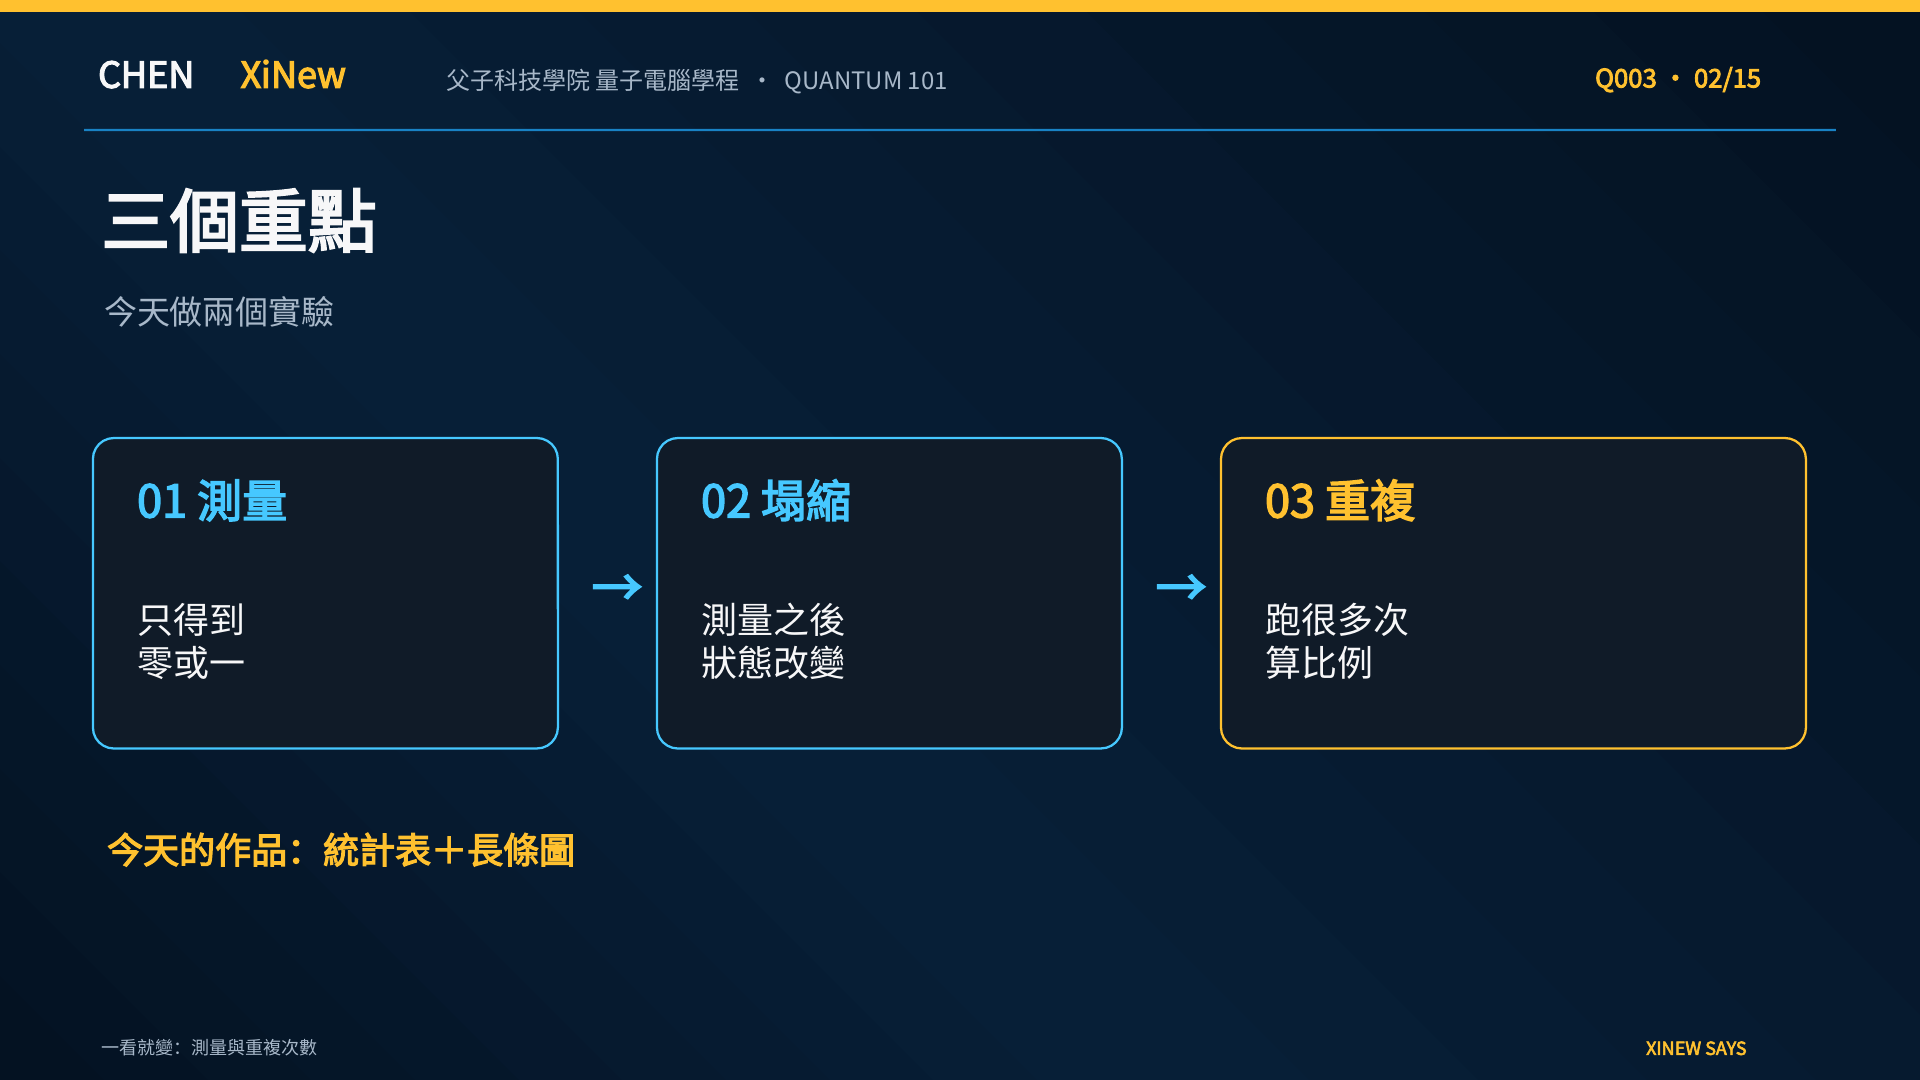 CHEN XiNew 父子科技學院 量子電腦學程 · QUANTUM 101 Q003 · 02/15
三個重點
今天做兩個實驗
01 測量
只得到
零或一
→
02 塌縮
測量之後
狀態改變
→
03 重複
跑很多次
算比例
今天的作品：統計表＋長條圖
一看就變：測量與重複次數
XINEW SAYS